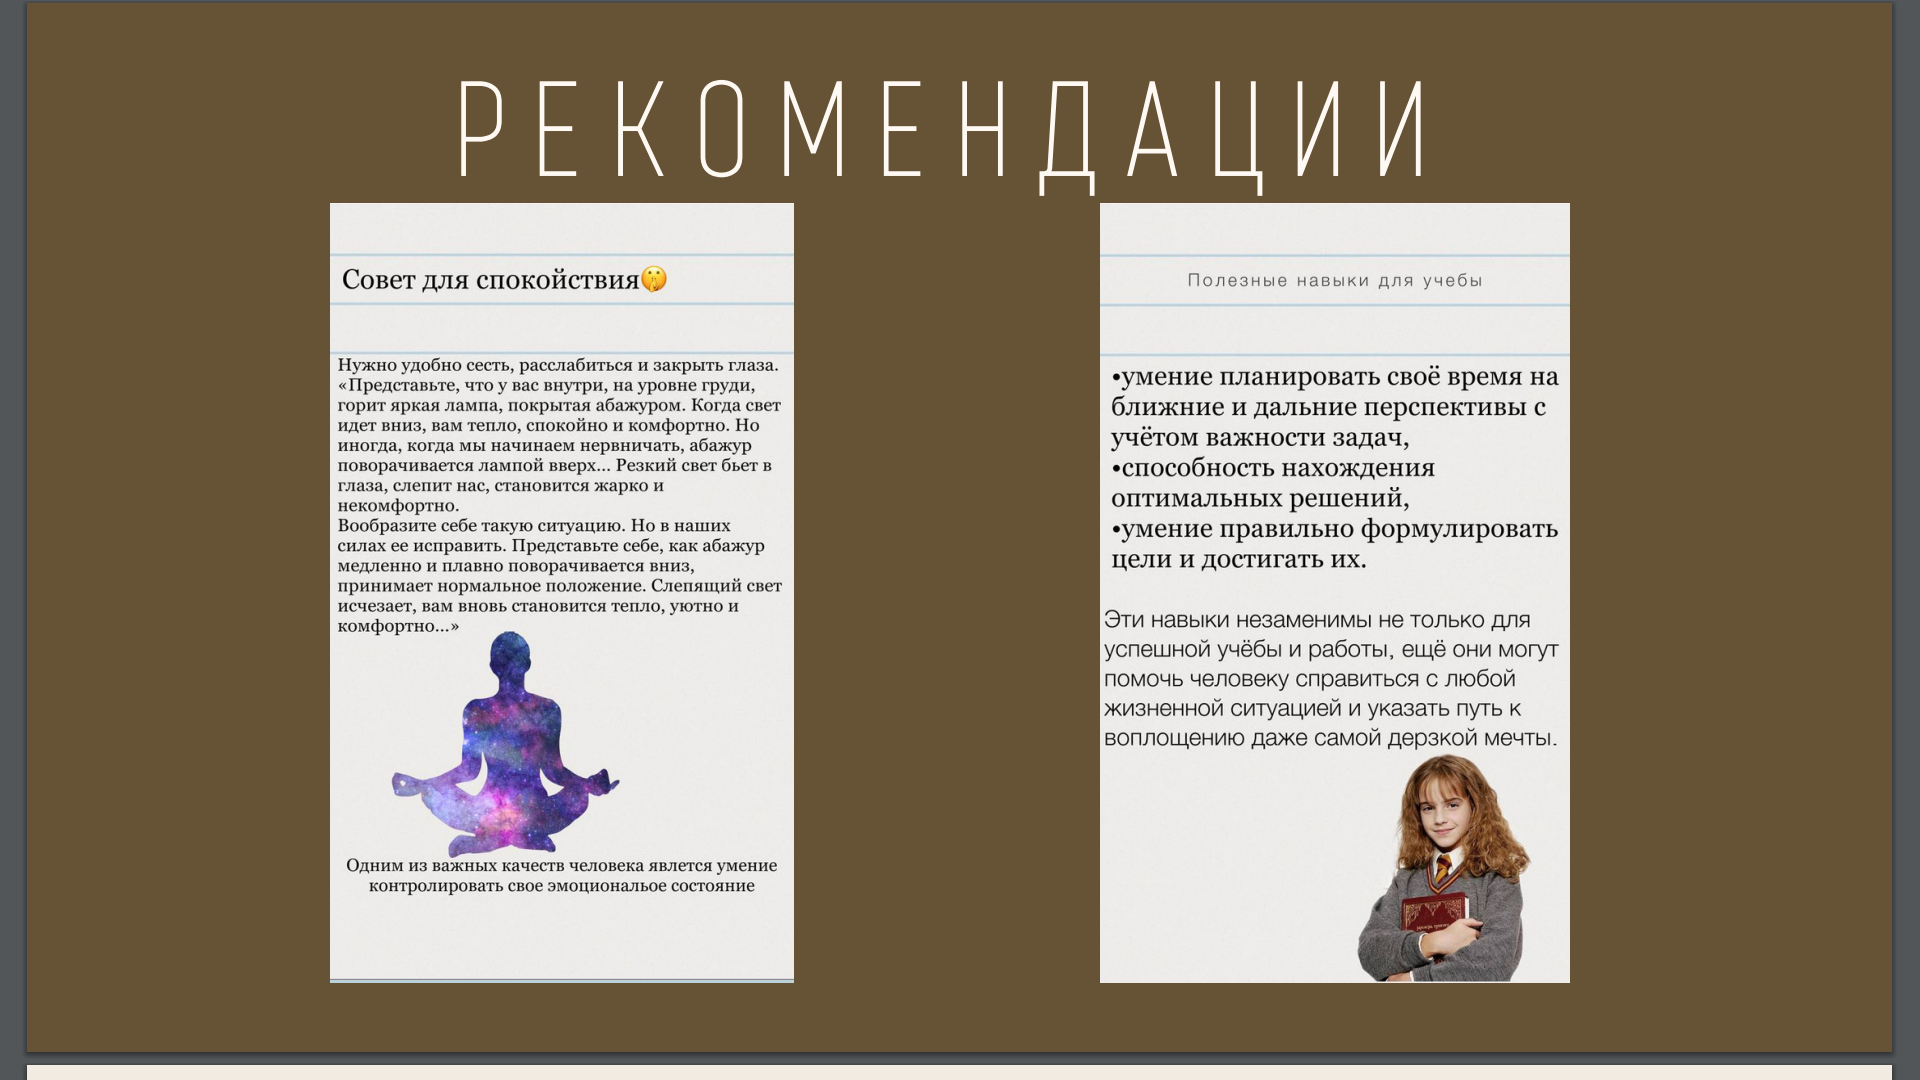 РЕКОМЕНДАЦИИ
Совет для спокойствия🤫
Нужно удобно сесть, расслабиться и закрыть глаза.
«Представьте, что у вас внутри, на уровне груди,
горит яркая лампа, покрытая абажуром. Когда свет
идет вниз, вам тепло, спокойно и комфортно. Но
иногда, когда мы начинаем нервничать, абажур
поворачивается лампой вверх... Резкий свет бьет в
глаза, слепит нас, становится жарко и
некомфортно.
Вообразите себе такую ситуацию. Но в наших
силах ее исправить. Представьте себе, как абажур
медленно и плавно поворачивается вниз,
принимает нормальное положение. Слепящий свет
исчезает, вам вновь становится тепло, уютно и
комфортно...»
Одним из важных качеств человека явлется умение
контролировать свое эмоциональое состояние
Полезные навыки для учебы
•умение планировать своё время на
ближние и дальние перспективы с
учётом важности задач,
•способность нахождения
оптимальных решений,
•умение правильно формулировать
цели и достигать их.
Эти навыки незаменимы не только для
успешной учёбы и работы, ещё они могут
помочь человеку справиться с любой
жизненной ситуацией и указать путь к
воплощению даже самой дерзкой мечты.